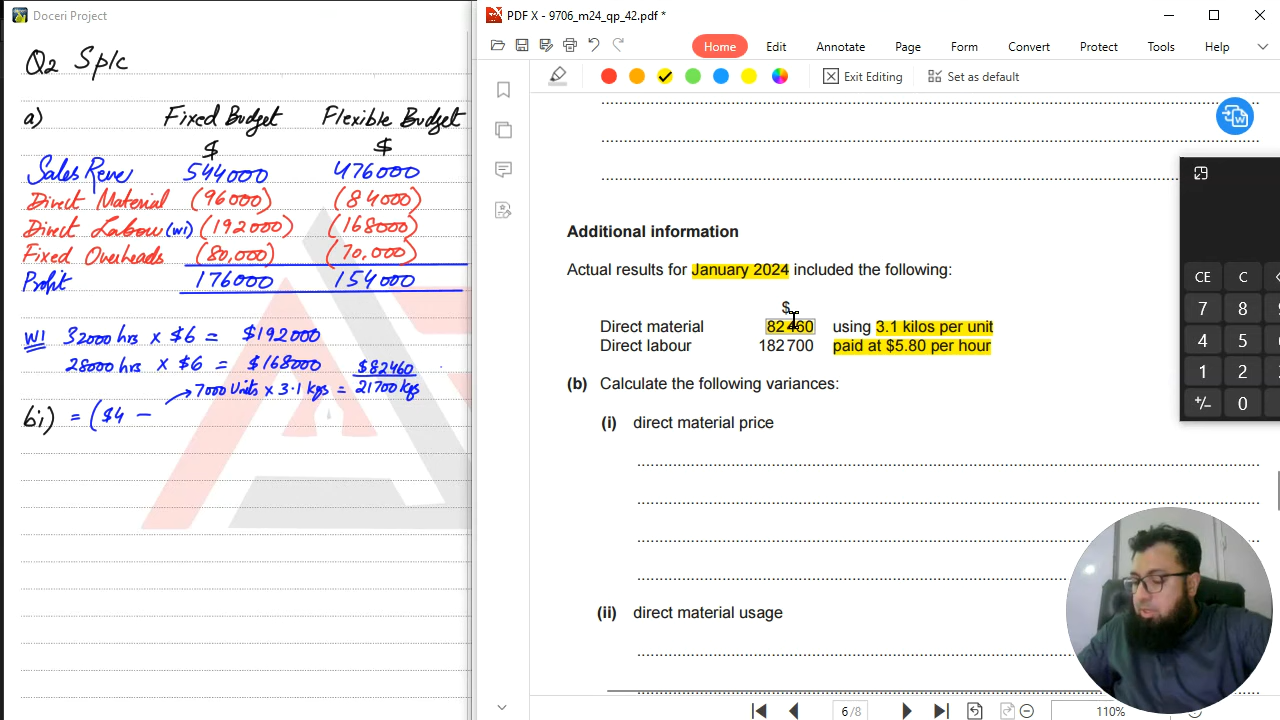 Doceri Project
Q2 Splc
a) Fixed Budget Flexible Budget
$ $
Sales Reve 544000 476000
Direct Material (96000) (84000)
Direct Labour (W1) (192000) (168000)
Fixed Overheads (80,000) (70,000)
Profit 176000 154000
W1 32000 hrs x $6 = $192000
28000 hrs x $6 = $168000 $82460
→ 7000 Units x 3.1 kgs = 21700 kgs
bi) = ($4 –
PDF X - 9706_m24_qp_42.pdf *
Home Edit Annotate Page Form Convert Protect Tools Help
Exit Editing Set as default
Additional information
Actual results for January 2024 included the following:
$
Direct material 82 460 using 3.1 kilos per unit
Direct labour 182 700 paid at $5.80 per hour
(b) Calculate the following variances:
(i) direct material price
(ii) direct material usage
CE C
7 8
4 5
1 2
+/- 0
6/8 110%